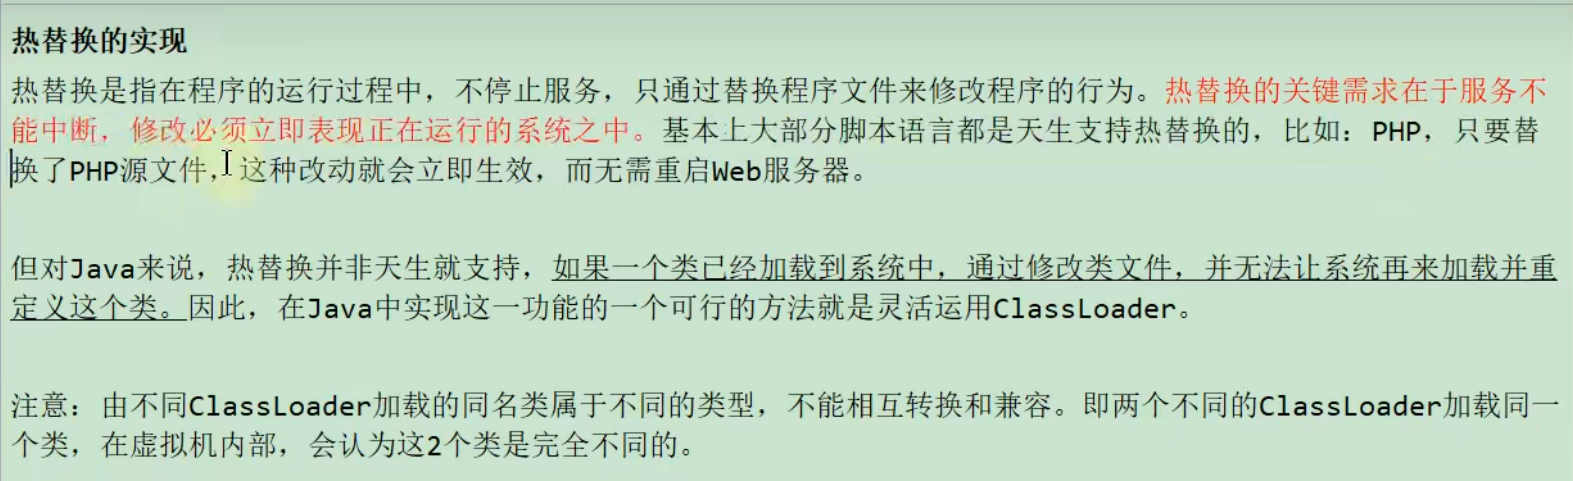 热替换的实现
热替换是指在程序的运行过程中，不停止服务，只通过替换程序文件来修改程序的行为。热替换的关键需求在于服务不
能中断，修改必须立即表现正在运行的系统之中。基本上大部分脚本语言都是天生支持热替换的，比如：PHP，只要替
换了PHP源文件，这种改动就会立即生效，而无需重启Web服务器。
但对Java来说，热替换并非天生就支持，如果一个类已经加载到系统中，通过修改类文件，并无法让系统再来加载并重
定义这个类。因此，在Java中实现这一功能的一个可行的方法就是灵活运用ClassLoader。
注意：由不同ClassLoader加载的同名类属于不同的类型，不能相互转换和兼容。即两个不同的ClassLoader加载同一
个类，在虚拟机内部，会认为这2个类是完全不同的。